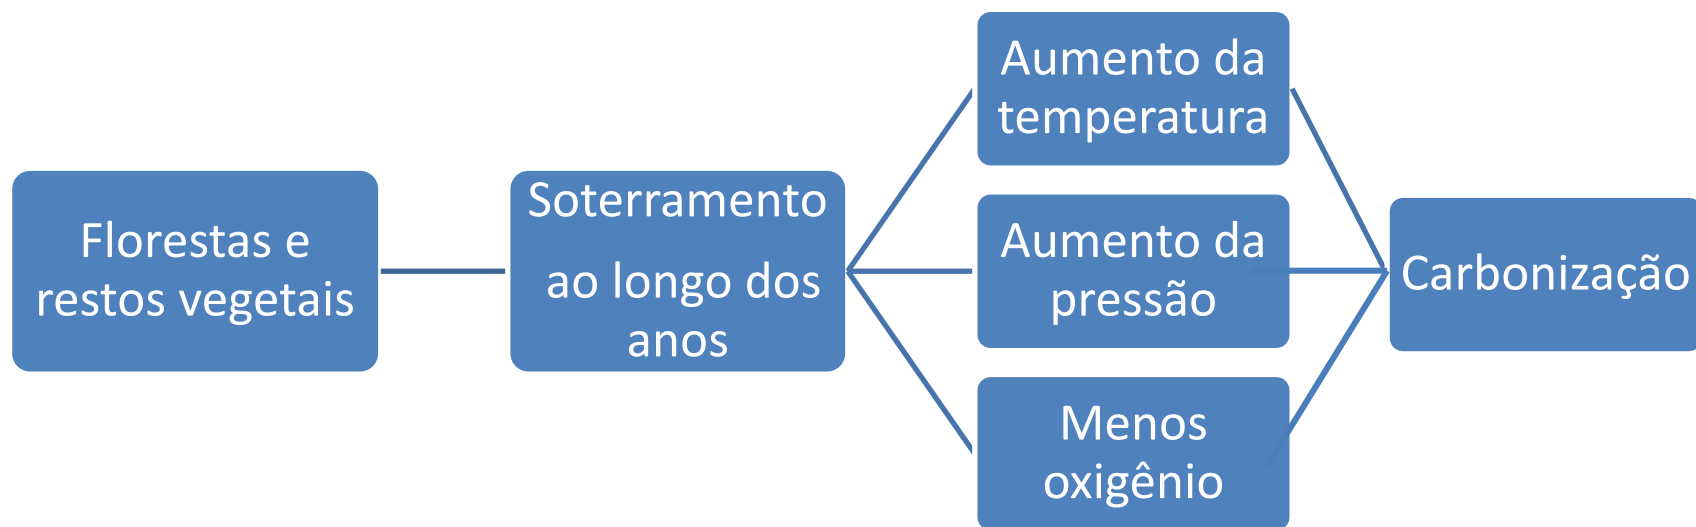 Florestas e
restos vegetais
Soterramento
ao longo dos
anos
Aumento da
temperatura
Aumento da
pressão
Menos
oxigênio
Carbonização